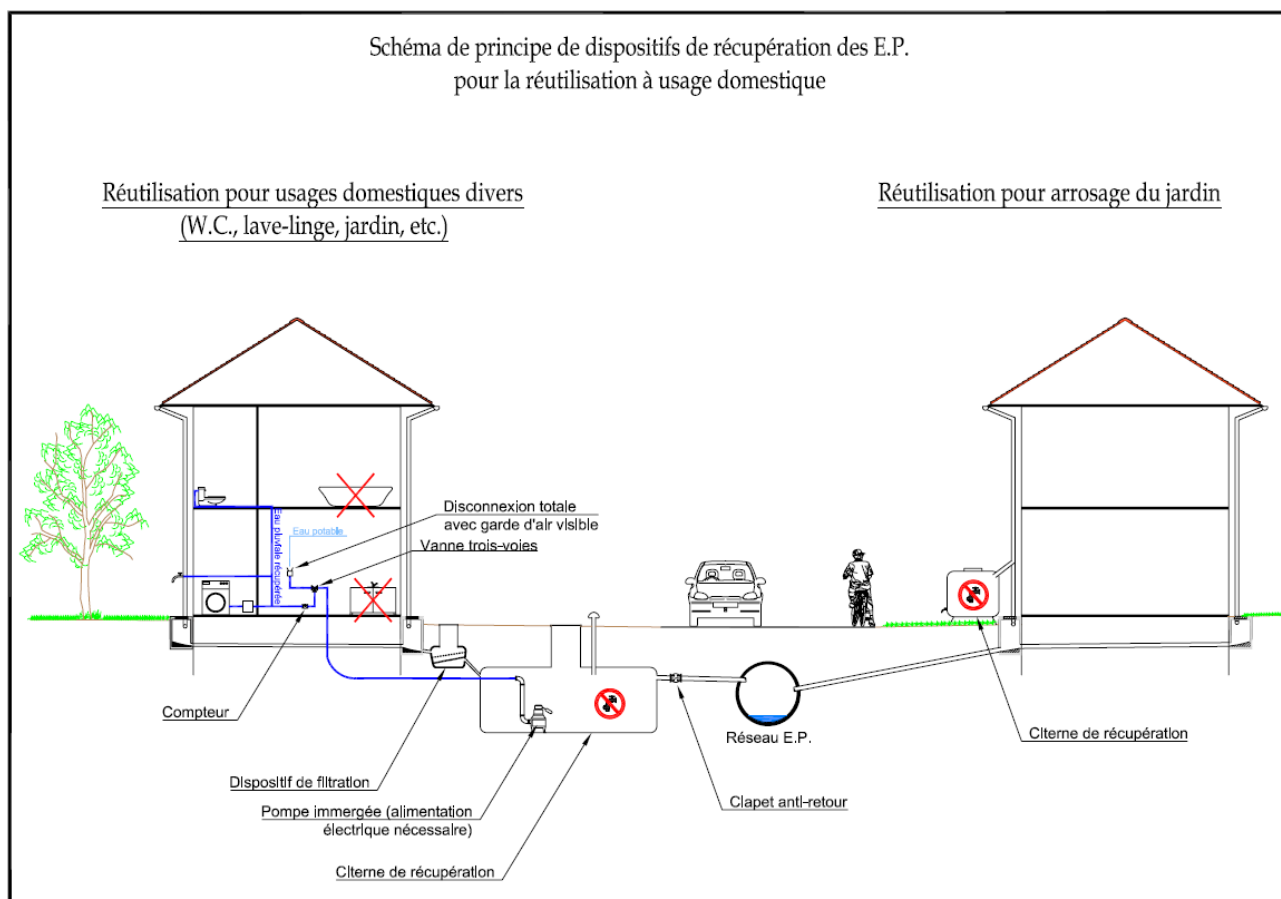 Schéma de principe de dispositifs de récupération des E.P.
pour la réutilisation à usage domestique
Réutilisation pour usages domestiques divers
(W.C., lave-linge, jardin, etc.)
Réutilisation pour arrosage du jardin
Disconnexion totale
avec garde d'air visible
Eau potable
Vanne trois-voies
Eau pluviale récupérée
Compteur
Réseau E.P.
Citerne de récupération
Dispositif de filtration
Clapet anti-retour
Pompe immergée (alimentation
électrique nécessaire)
Citerne de récupération